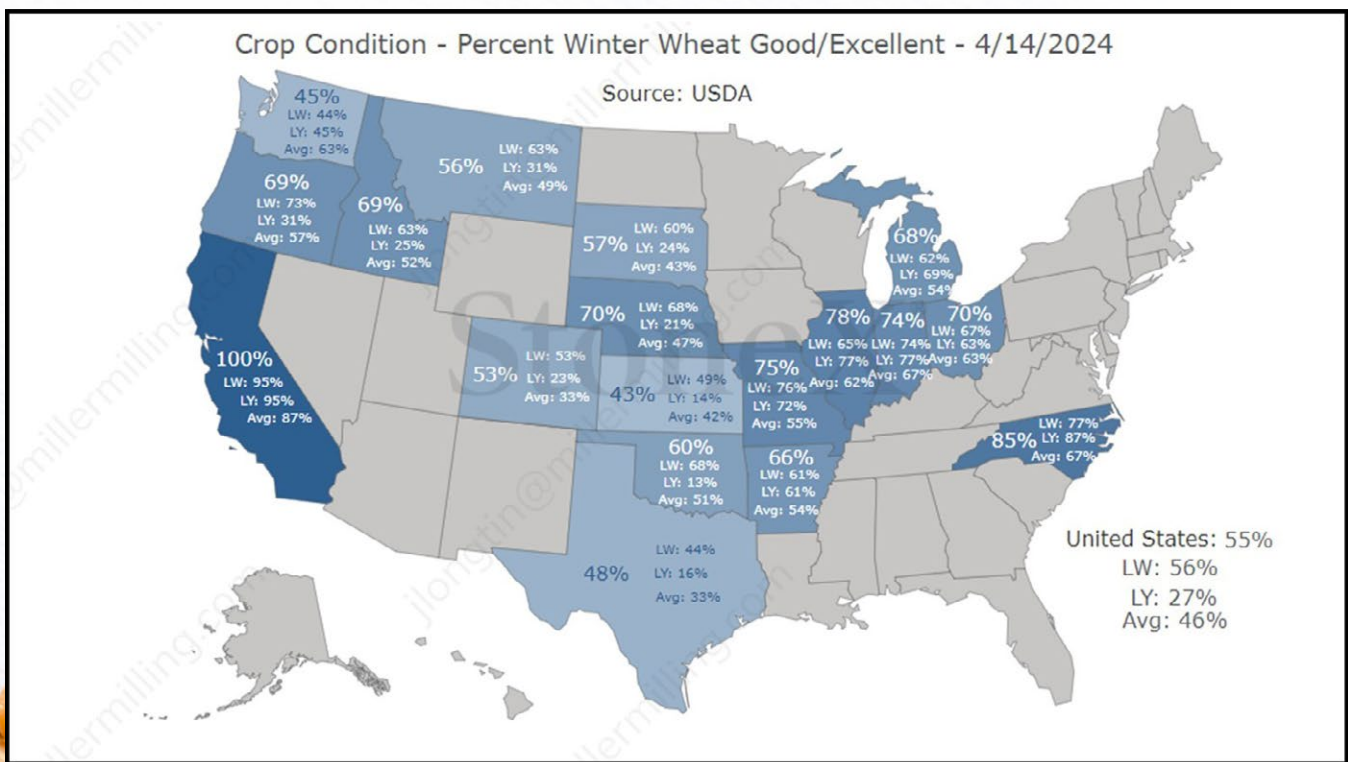 Crop Condition - Percent Winter Wheat Good/Excellent - 4/14/2024
Source: USDA
45%
LW: 44%
LY: 45%
Avg: 63%
56%
LW: 63%
LY: 31%
Avg: 49%
69%
LW: 73%
LY: 31%
Avg: 57%
69%
LW: 63%
LY: 25%
Avg: 52%
57%
LW: 60%
LY: 24%
Avg: 43%
68%
LW: 62%
LY: 69%
Avg: 54%
70%
LW: 68%
LY: 21%
Avg: 47%
78%
LW: 65%
LY: 77%
Avg: 62%
74%
LW: 74%
LY: 77%
Avg: 67%
70%
LW: 67%
LY: 63%
Avg: 63%
100%
LW: 95%
LY: 95%
Avg: 87%
53%
LW: 53%
LY: 23%
Avg: 33%
43%
LW: 49%
LY: 14%
Avg: 42%
75%
LW: 76%
LY: 72%
Avg: 55%
85%
LW: 77%
LY: 87%
Avg: 67%
60%
LW: 68%
LY: 13%
Avg: 51%
66%
LW: 61%
LY: 61%
Avg: 54%
48%
LW: 44%
LY: 16%
Avg: 33%
United States: 55%
LW: 56%
LY: 27%
Avg: 46%
StoneX
jlongtin@millermilling.com